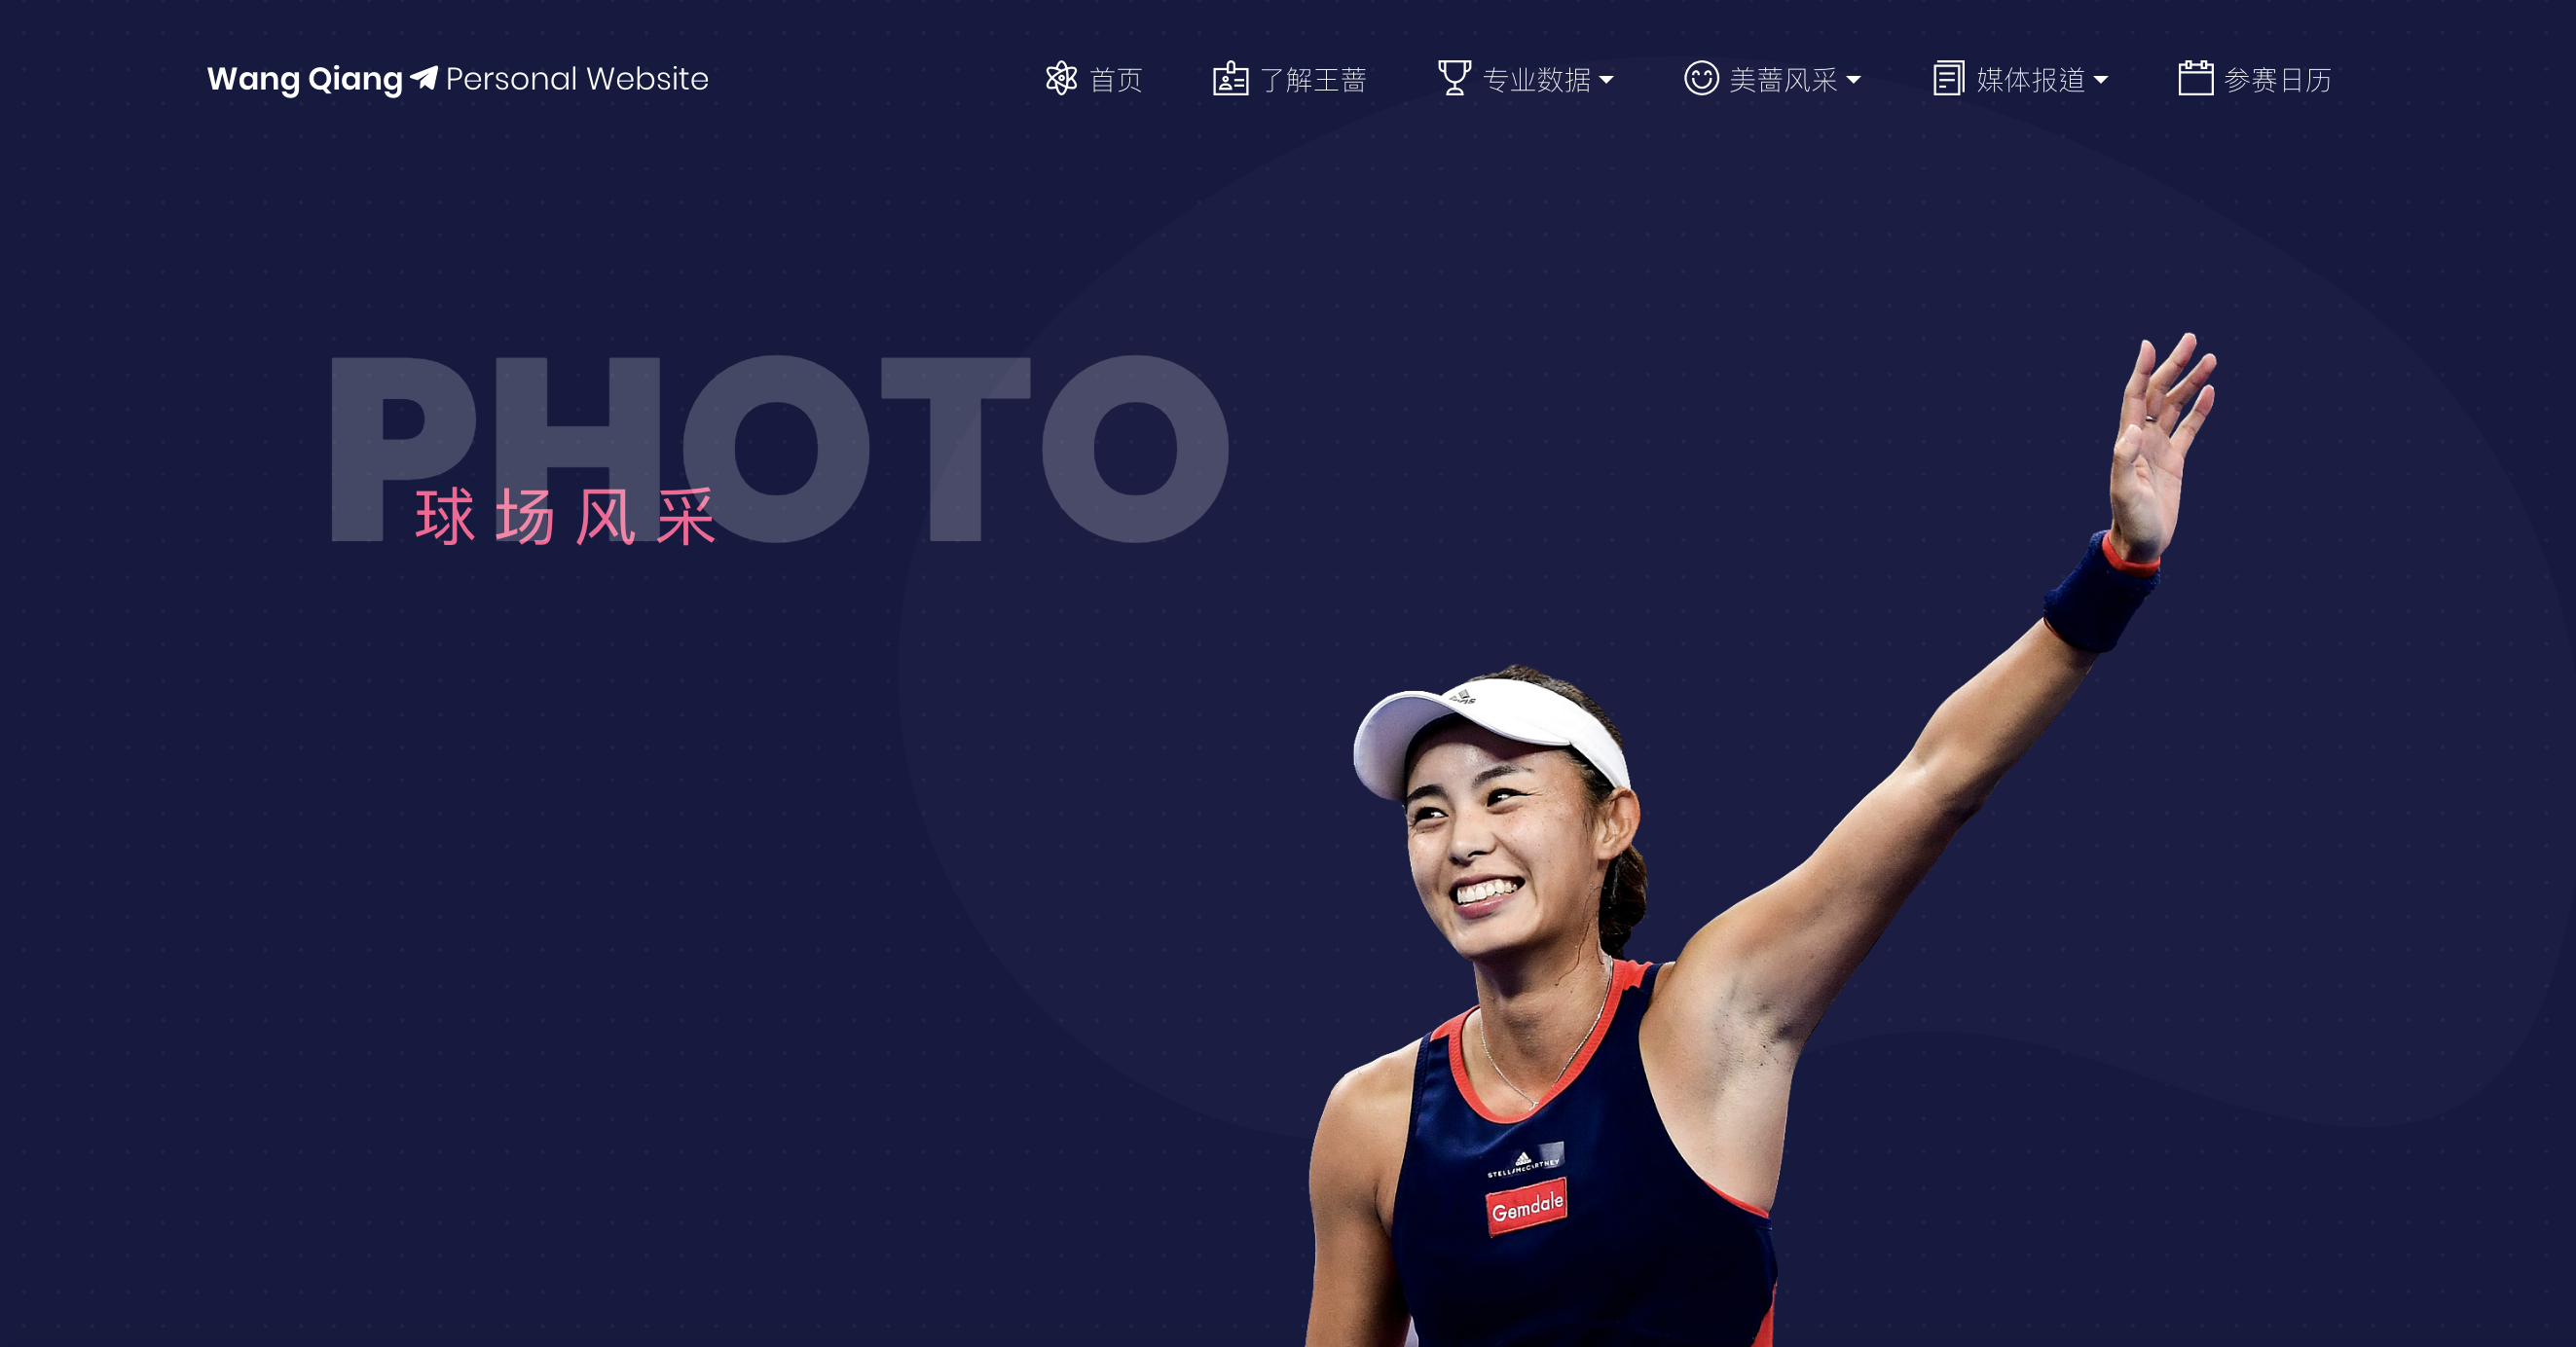 Wang Qiang Personal Website
首页 了解王蔷 专业数据 美蔷风采 媒体报道 参赛日历
PHOTO
球场风采
STELLA McCARTNEY
Gemdale